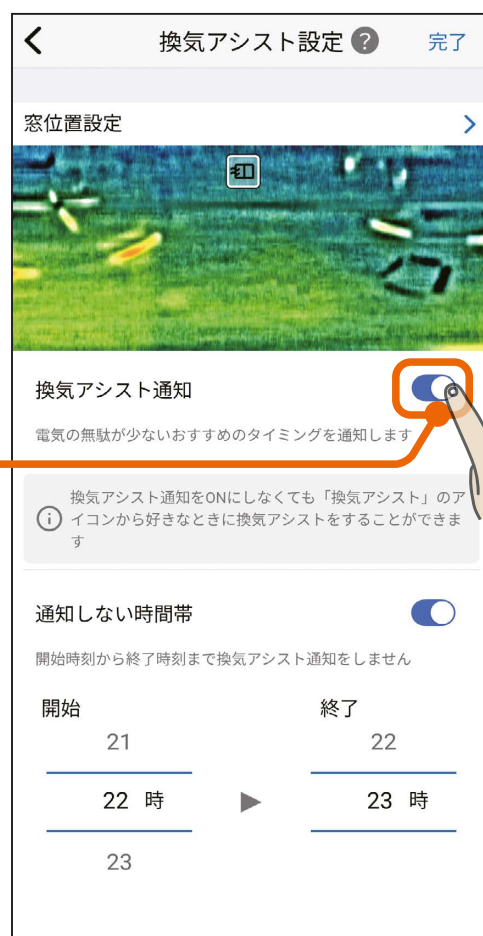 換気アシスト設定 ? 完了
窓位置設定
換気アシスト通知
電気の無駄が少ないおすすめのタイミングを通知します
換気アシスト通知をONにしなくても「換気アシスト」のア
イコンから好きなときに換気アシストをすることができま
す
通知しない時間帯
開始時刻から終了時刻まで換気アシスト通知をしません
開始 終了
21 22
22 時 ▶ 23 時
23